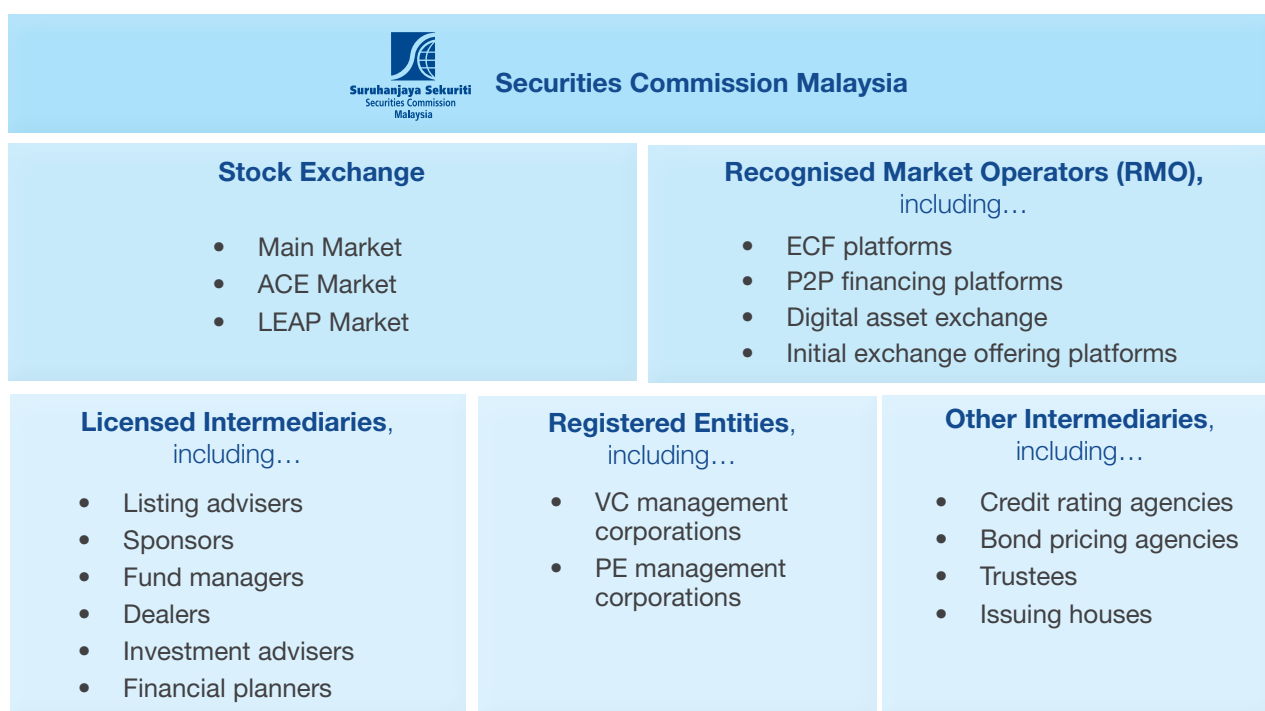 Suruhanjaya Sekuriti
Securities Commission
Malaysia
Securities Commission Malaysia
Stock Exchange
• Main Market
• ACE Market
• LEAP Market
Recognised Market Operators (RMO),
including…
• ECF platforms
• P2P financing platforms
• Digital asset exchange
• Initial exchange offering platforms
Licensed Intermediaries,
including…
• Listing advisers
• Sponsors
• Fund managers
• Dealers
• Investment advisers
• Financial planners
Registered Entities,
including…
• VC management
corporations
• PE management
corporations
Other Intermediaries,
including…
• Credit rating agencies
• Bond pricing agencies
• Trustees
• Issuing houses